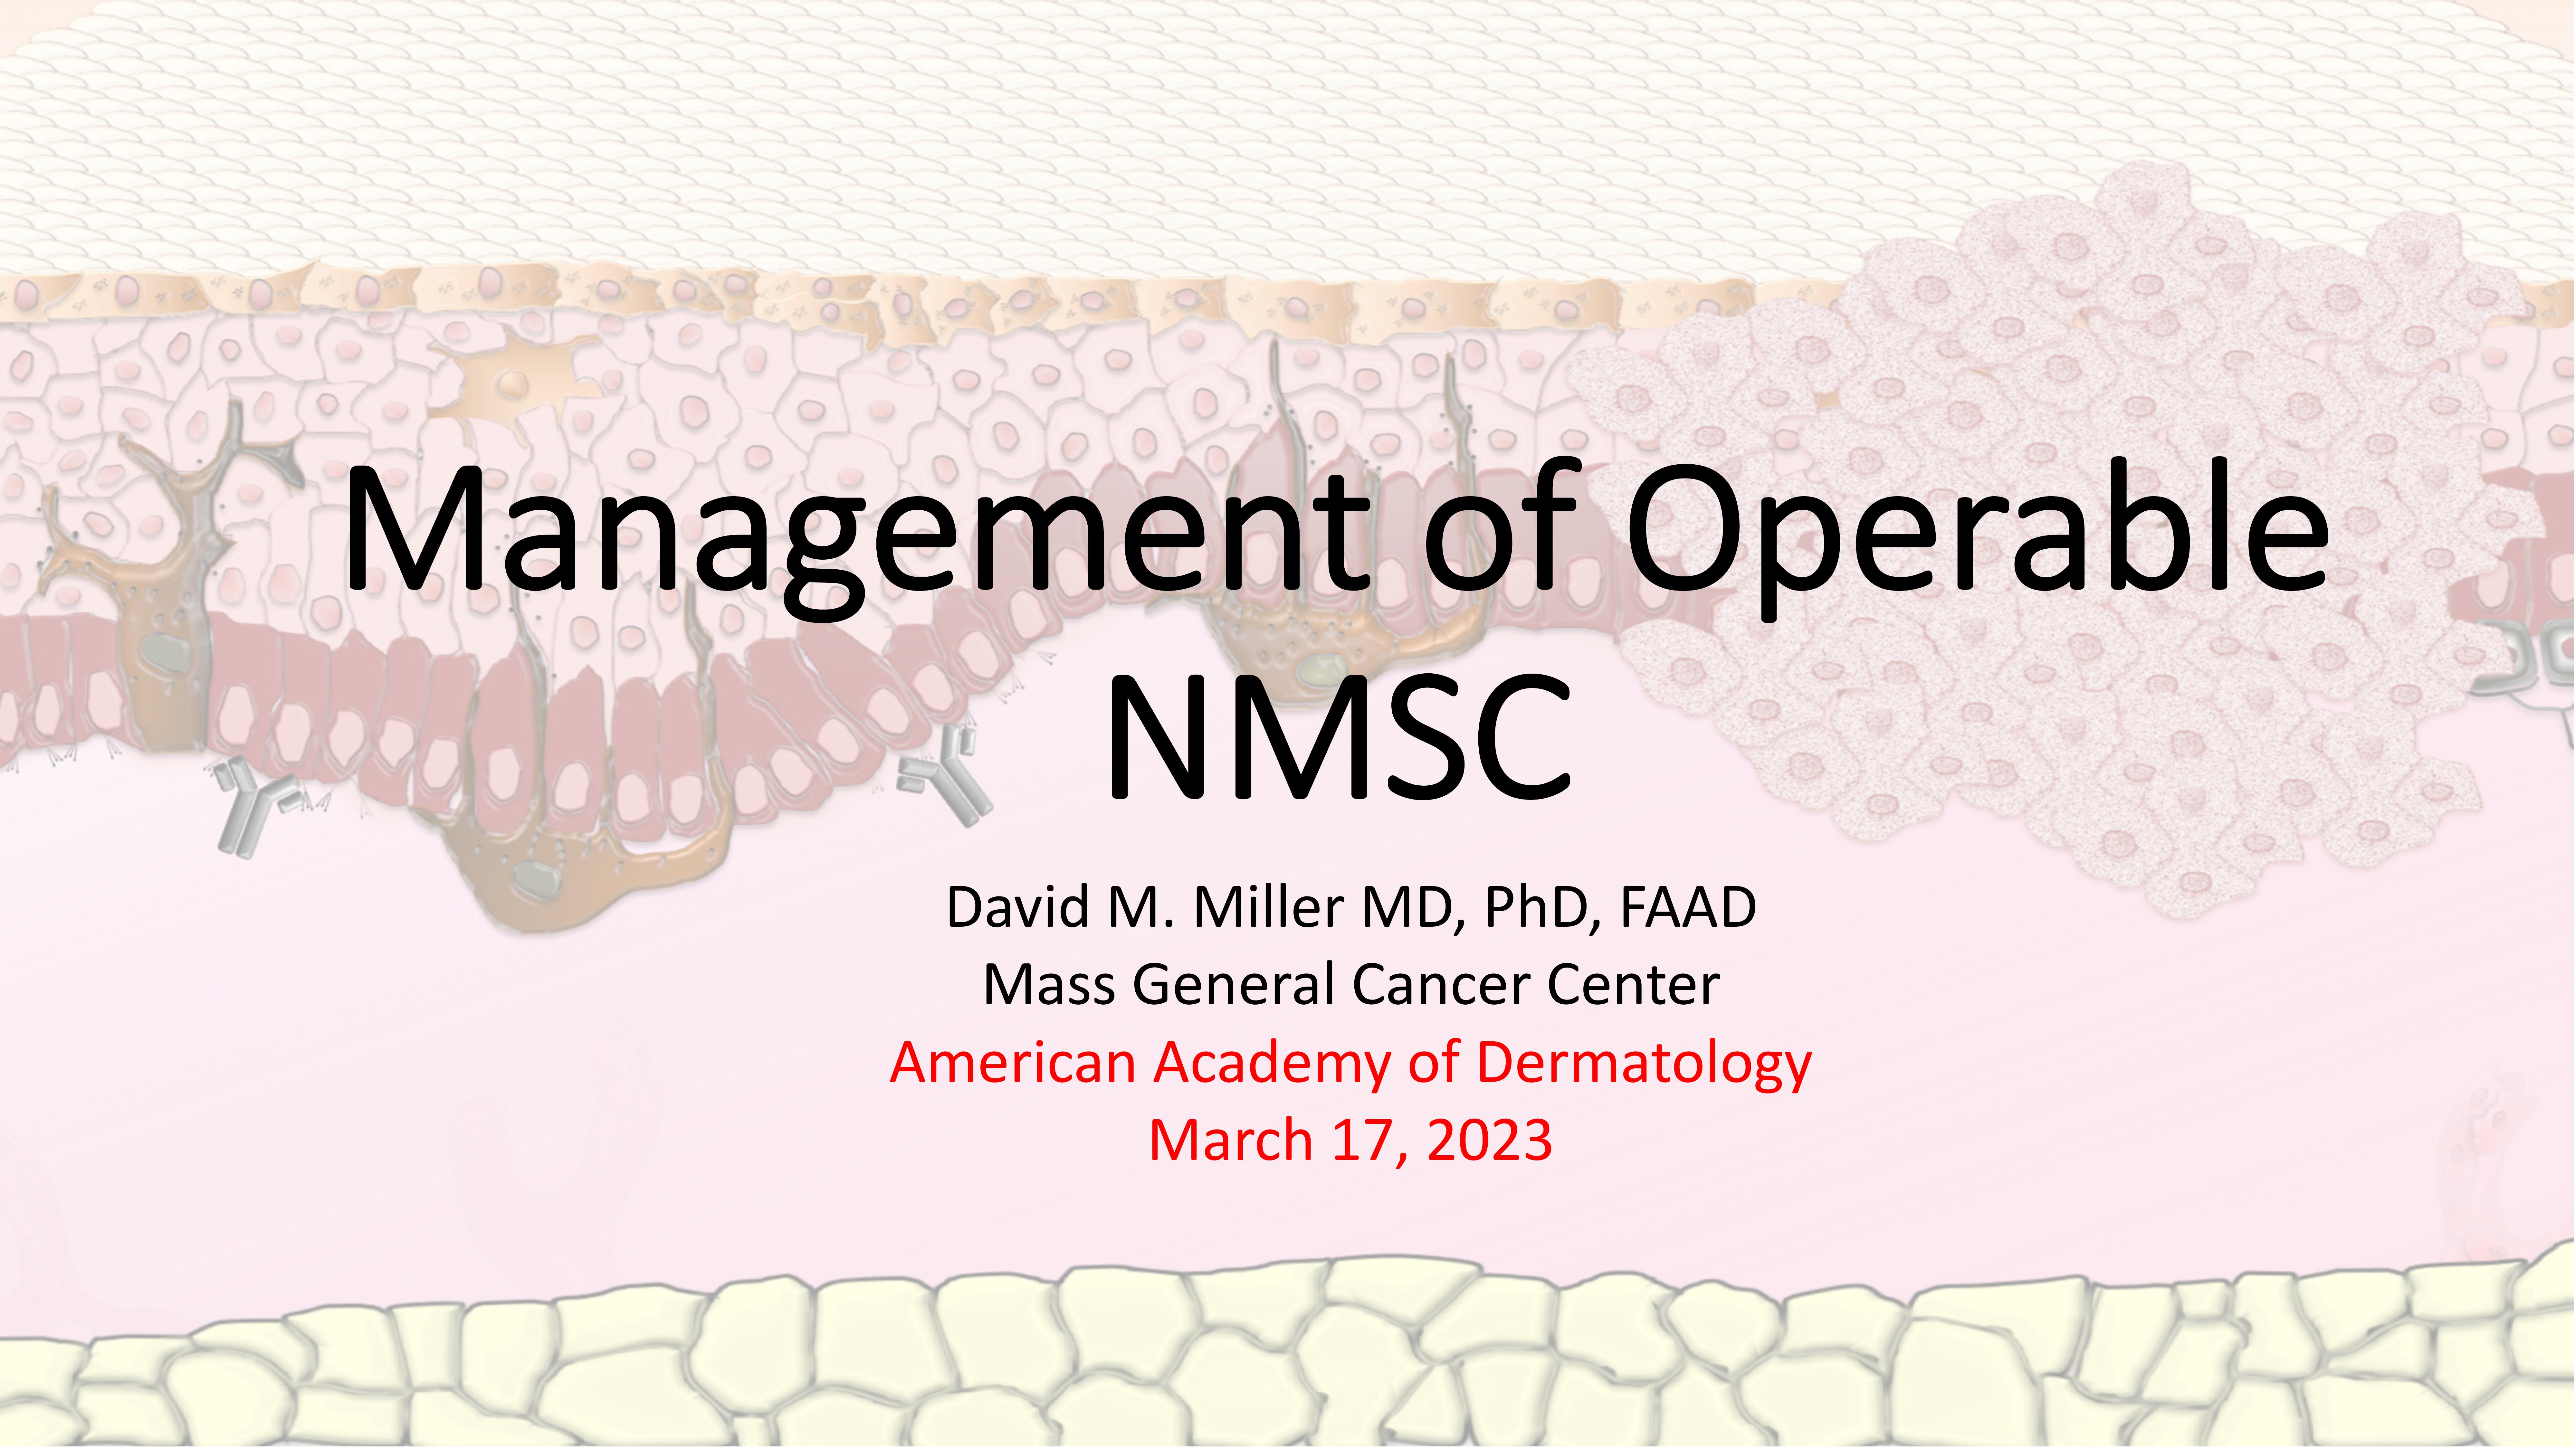 Management of Operable
NMSC
David M. Miller MD, PhD, FAAD
Mass General Cancer Center
American Academy of Dermatology
March 17, 2023